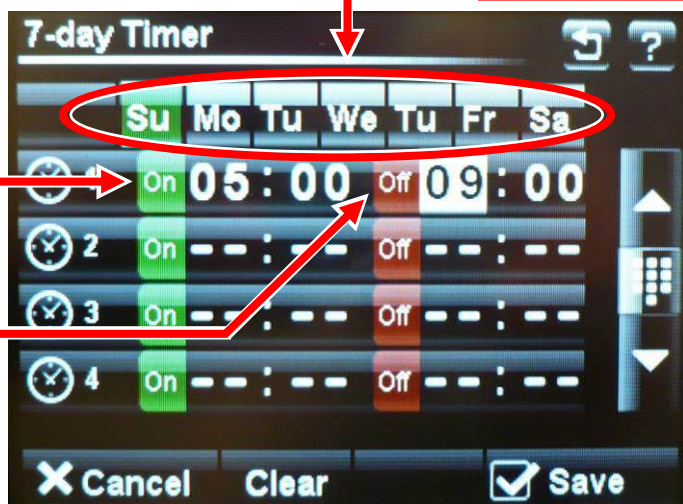 7-day Timer ?
Su Mo Tu We Tu Fr Sa
1 On 05:00 Off 09:00
2 On --:-- Off --:--
3 On --:-- Off --:--
4 On --:-- Off --:--
Cancel Clear Save